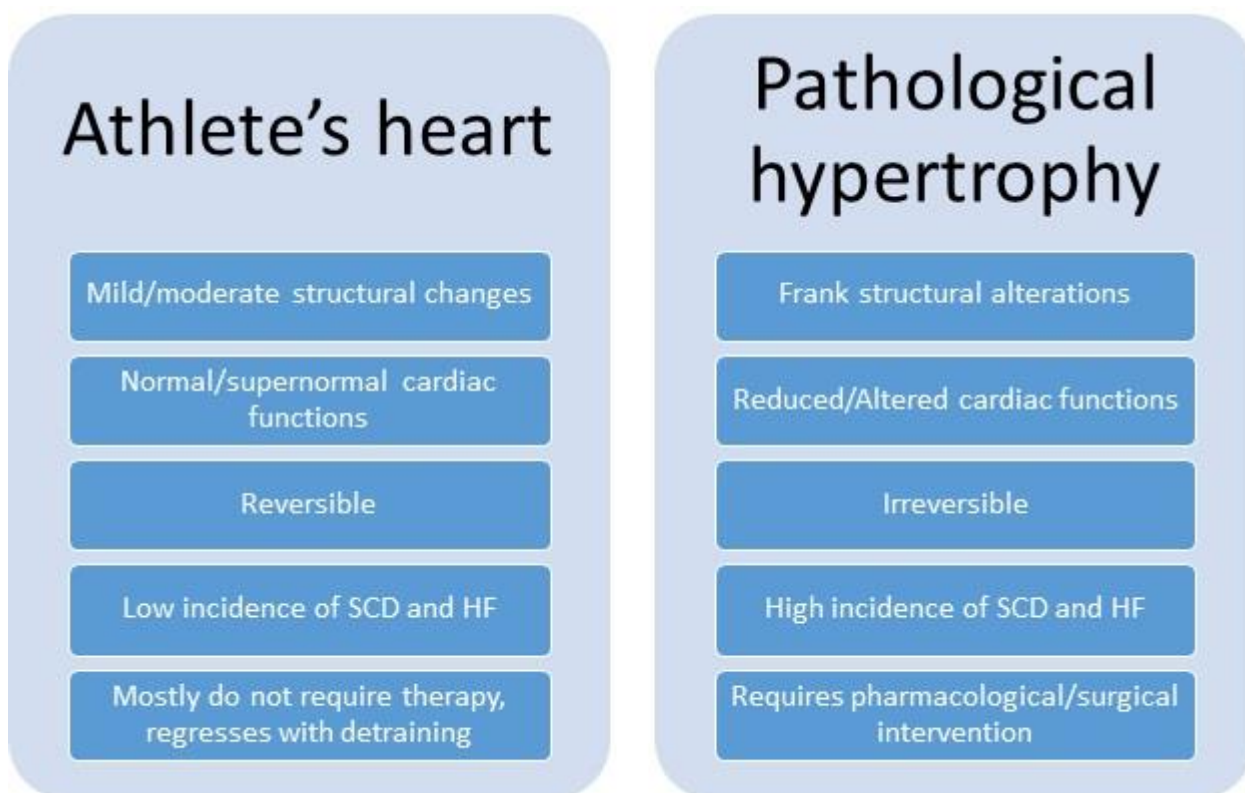 Athlete’s heart
Mild/moderate structural changes
Normal/supernormal cardiac
functions
Reversible
Low incidence of SCD and HF
Mostly do not require therapy,
regresses with detraining
Pathological
hypertrophy
Frank structural alterations
Reduced/Altered cardiac functions
Irreversible
High incidence of SCD and HF
Requires pharmacological/surgical
intervention